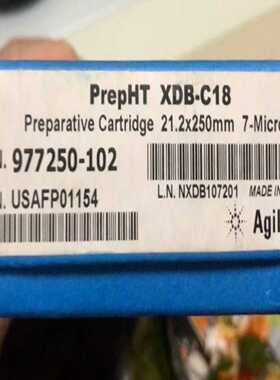 PrepHT XDB-C18
Preparative Cartridge 21.2x250mm 7-Micro
N. 977250-102
N. USAFP01154
L.N. NXDB107201 MADE IN
Agil